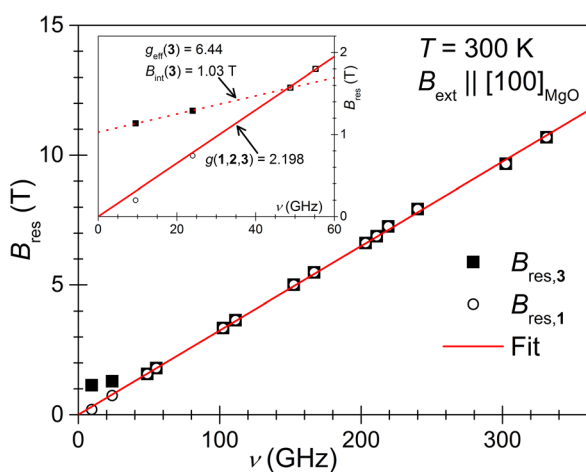 15
10
5
0
B_res (T)
0
100
200
300
ν (GHz)
T = 300 K
B_ext || [100]_MgO
B_res,3
B_res,1
Fit
g_eff(3) = 6.44
B_int(3) = 1.03 T
g(1,2,3) = 2.198
2
1
0
B_res (T)
0
20
40
60
ν (GHz)